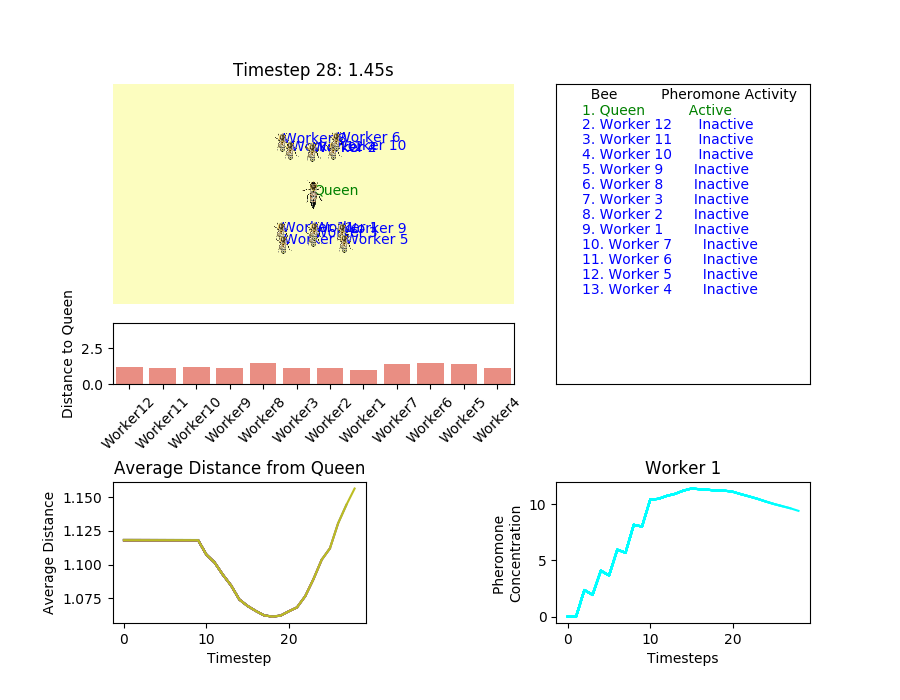 Timestep 28: 1.45s
Worker 6
Worker 10
Queen
Worker 9
Worker 5
Bee Pheromone Activity
1. Queen Active
2. Worker 12 Inactive
3. Worker 11 Inactive
4. Worker 10 Inactive
5. Worker 9 Inactive
6. Worker 8 Inactive
7. Worker 3 Inactive
8. Worker 2 Inactive
9. Worker 1 Inactive
10. Worker 7 Inactive
11. Worker 6 Inactive
12. Worker 5 Inactive
13. Worker 4 Inactive
Distance to Queen
2.5
0.0
Worker12
Worker11
Worker10
Worker9
Worker8
Worker3
Worker2
Worker1
Worker7
Worker6
Worker5
Worker4
Average Distance from Queen
Average Distance
1.150
1.125
1.100
1.075
0
10
20
Timestep
Worker 1
Pheromone
Concentration
10
5
0
0
10
20
Timesteps